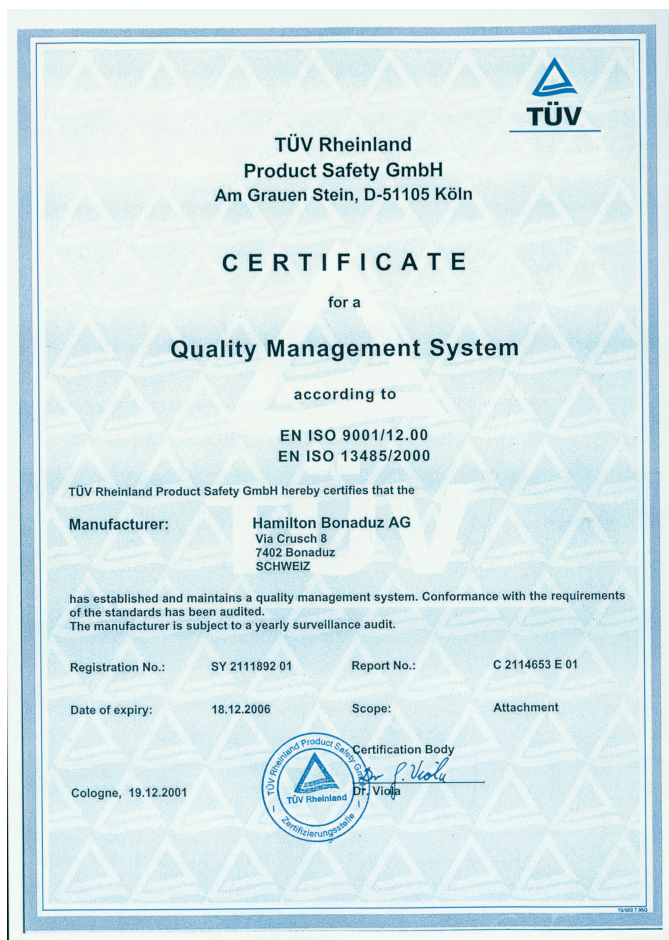 TÜV
TÜV Rheinland
Product Safety GmbH
Am Grauen Stein, D-51105 Köln
CERTIFICATE
for a
Quality Management System
according to
EN ISO 9001/12.00
EN ISO 13485/2000
TÜV Rheinland Product Safety GmbH hereby certifies that the
Manufacturer: Hamilton Bonaduz AG
Via Crusch 8
7402 Bonaduz
SCHWEIZ
has established and maintains a quality management system. Conformance with the requirements
of the standards has been audited.
The manufacturer is subject to a yearly surveillance audit.
Registration No.: SY 2111892 01 Report No.: C 2114653 E 01
Date of expiry: 18.12.2006 Scope: Attachment
Certification Body
Cologne, 19.12.2001
Dr. Viola
TÜV Rheinland Product Safety GmbH
TÜV Rheinland
Zertifizierungsstelle